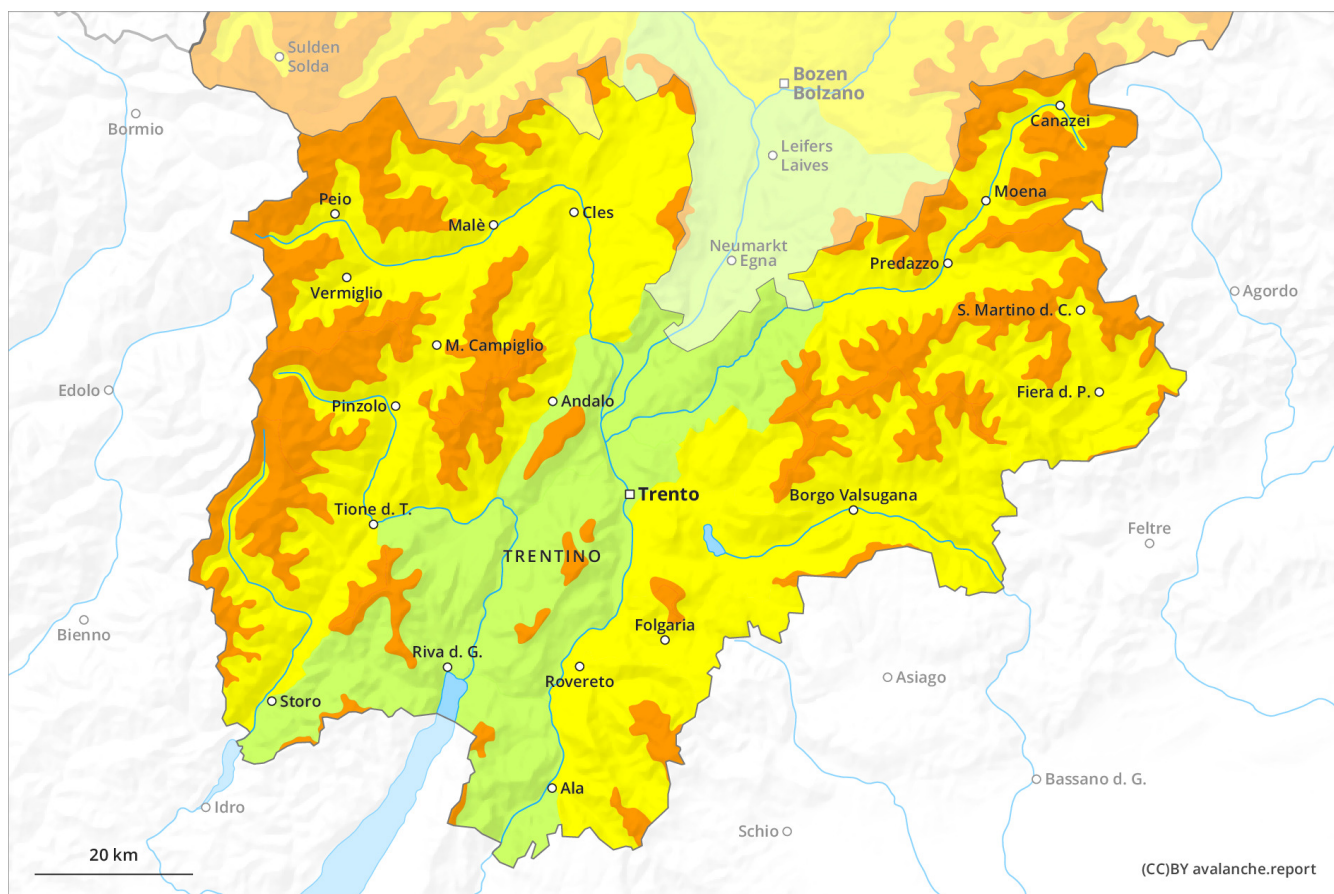 Sulden
Solda
Bozen
Bolzano
Bormio
Canazei
Leifers
Laives
Peio
Moena
Malè
Cles
Neumarkt
Egna
Predazzo
Vermiglio
Agordo
S. Martino d. C.
M. Campiglio
Edolo
Fiera d. P.
Pinzolo
Andalo
Trento
Borgo Valsugana
Tione d. T.
Feltre
TRENTINO
Bienno
Folgaria
Riva d. G.
Rovereto
Asiago
Storo
Bassano d. G.
Ala
Idro
Schio
20 km
(CC)BY avalanche.report